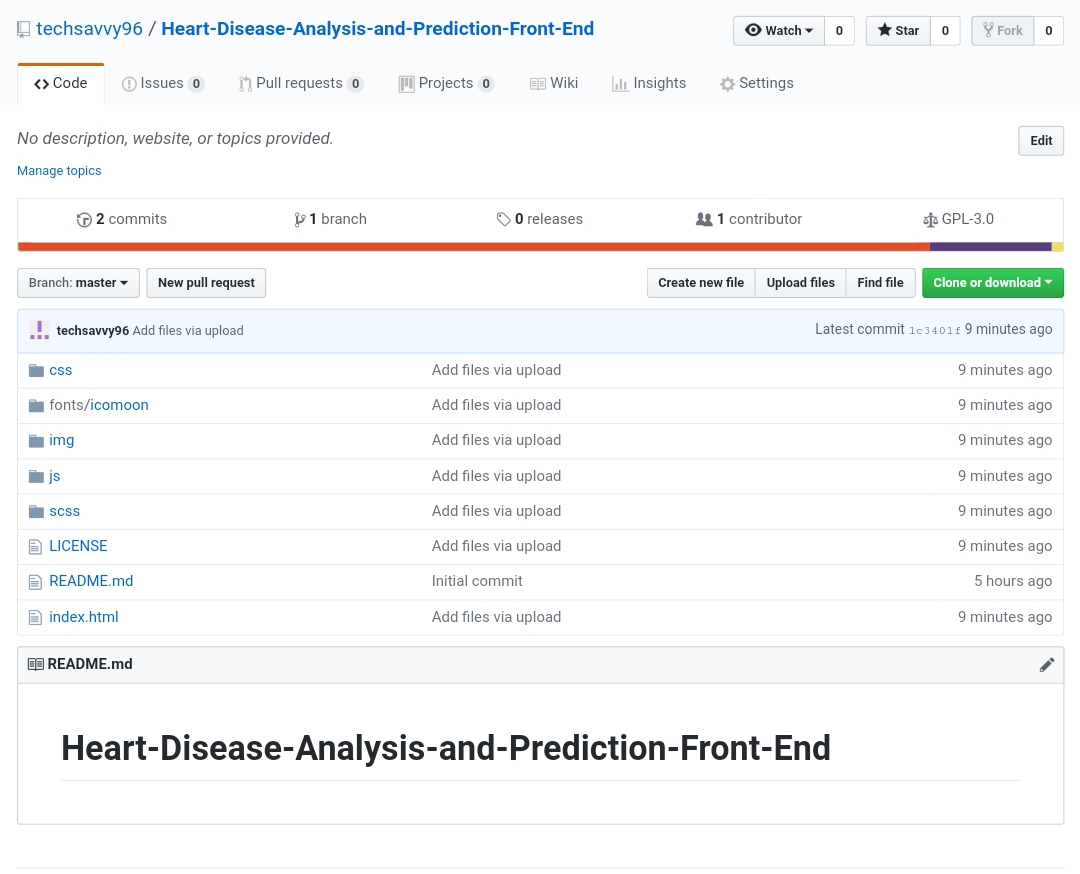 techsavvy96 / Heart-Disease-Analysis-and-Prediction-Front-End Watch 0 Star 0 Fork 0
Code Issues 0 Pull requests 0 Projects 0 Wiki Insights Settings
No description, website, or topics provided. Edit
Manage topics
2 commits 1 branch 0 releases 1 contributor GPL-3.0
Branch: master New pull request Create new file Upload files Find file Clone or download
techsavvy96 Add files via upload Latest commit 1c3401f 9 minutes ago
css Add files via upload 9 minutes ago
fonts/icomoon Add files via upload 9 minutes ago
img Add files via upload 9 minutes ago
js Add files via upload 9 minutes ago
scss Add files via upload 9 minutes ago
LICENSE Add files via upload 9 minutes ago
README.md Initial commit 5 hours ago
index.html Add files via upload 9 minutes ago
README.md
Heart-Disease-Analysis-and-Prediction-Front-End